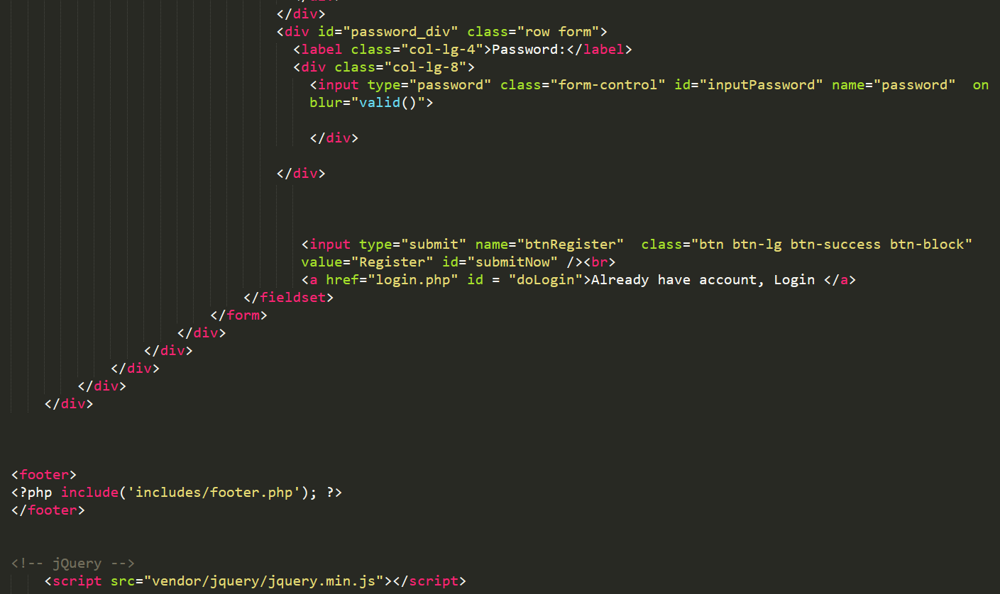 </div>
</div>
<div id="password_div" class="row form">
<label class="col-lg-4">Password:</label>
<div class="col-lg-8">
<input type="password" class="form-control" id="inputPassword" name="password"  on
blur="valid()">
</div>
</div>
<input type="submit" name="btnRegister"  class="btn btn-lg btn-success btn-block"
value="Register" id="submitNow" /><br>
<a href="login.php" id = "doLogin">Already have account, Login </a>
</fieldset>
</form>
</div>
</div>
</div>
</div>
</div>
<footer>
<?php include('includes/footer.php'); ?>
</footer>
<!-- jQuery -->
<script src="vendor/jquery/jquery.min.js"></script>